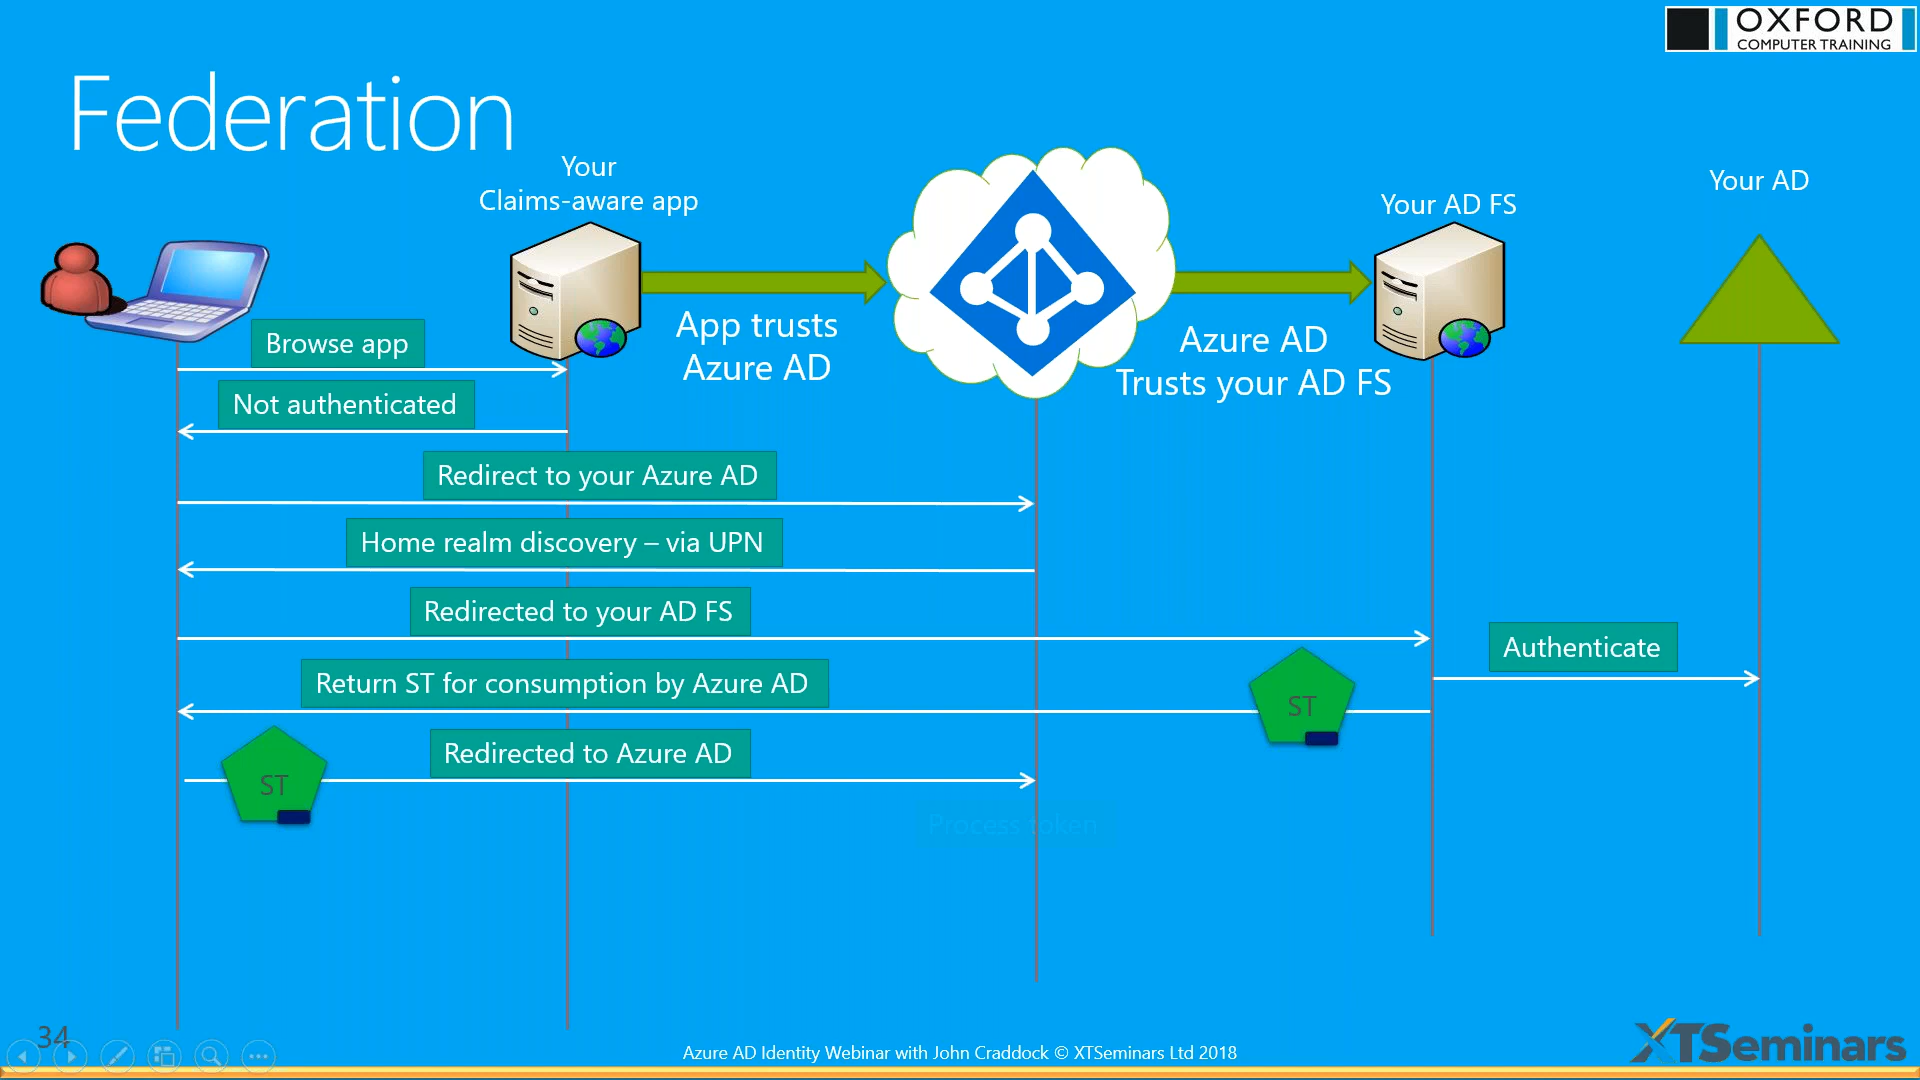 OXFORD
COMPUTER TRAINING
Federation
Your
Claims-aware app
Your AD FS
Your AD
App trusts
Azure AD
Azure AD
Trusts your AD FS
Browse app
Not authenticated
Redirect to your Azure AD
Home realm discovery – via UPN
Redirected to your AD FS
Authenticate
Return ST for consumption by Azure AD
ST
Redirected to Azure AD
ST
Process token
34
Azure AD Identity Webinar with John Craddock © XTSeminars Ltd 2018
XTSeminars